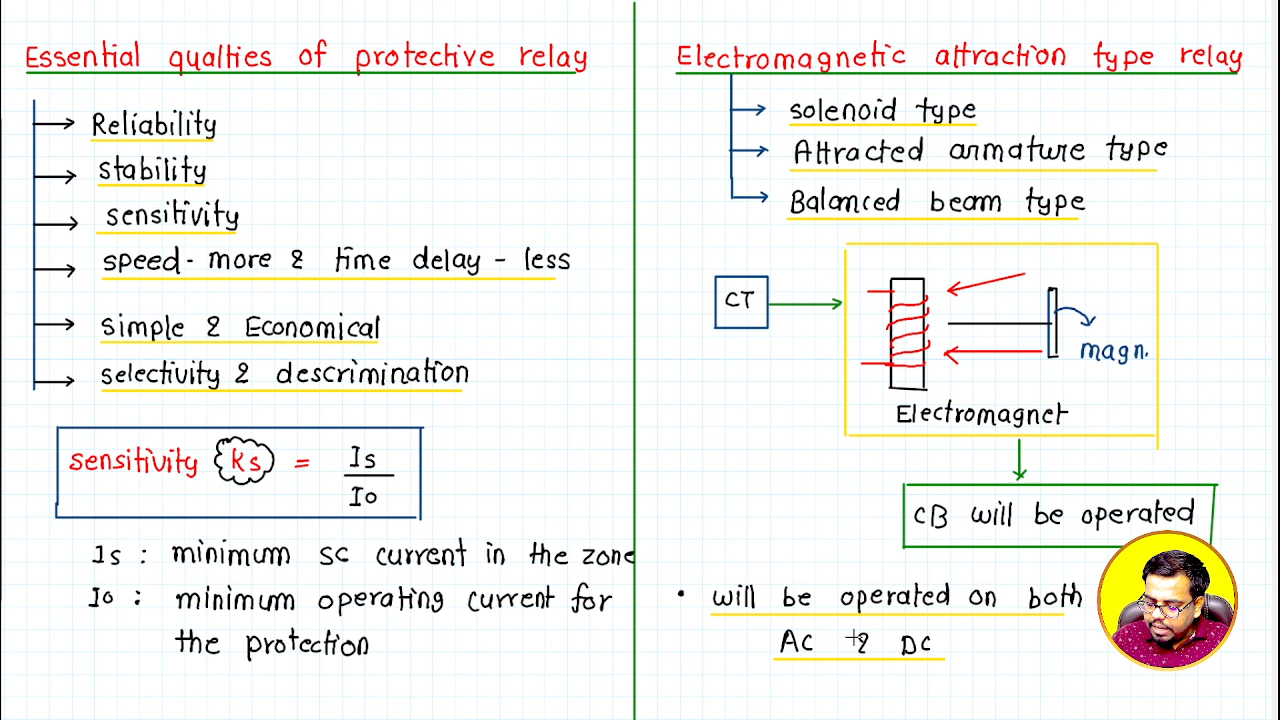 Essential qualties of protective relay
Reliability
stability
sensitivity
speed - more & time delay - less
simple & Economical
selectivity & descrimination
sensitivity Ks = Is
Io
Is : minimum sc current in the zone
Io : minimum operating current for
the protection
Electromagnetic attraction type relay
solenoid type
Attracted armature type
Balanced beam type
CT
magn.
Electromagnet
CB will be operated
• will be operated on both
AC & DC